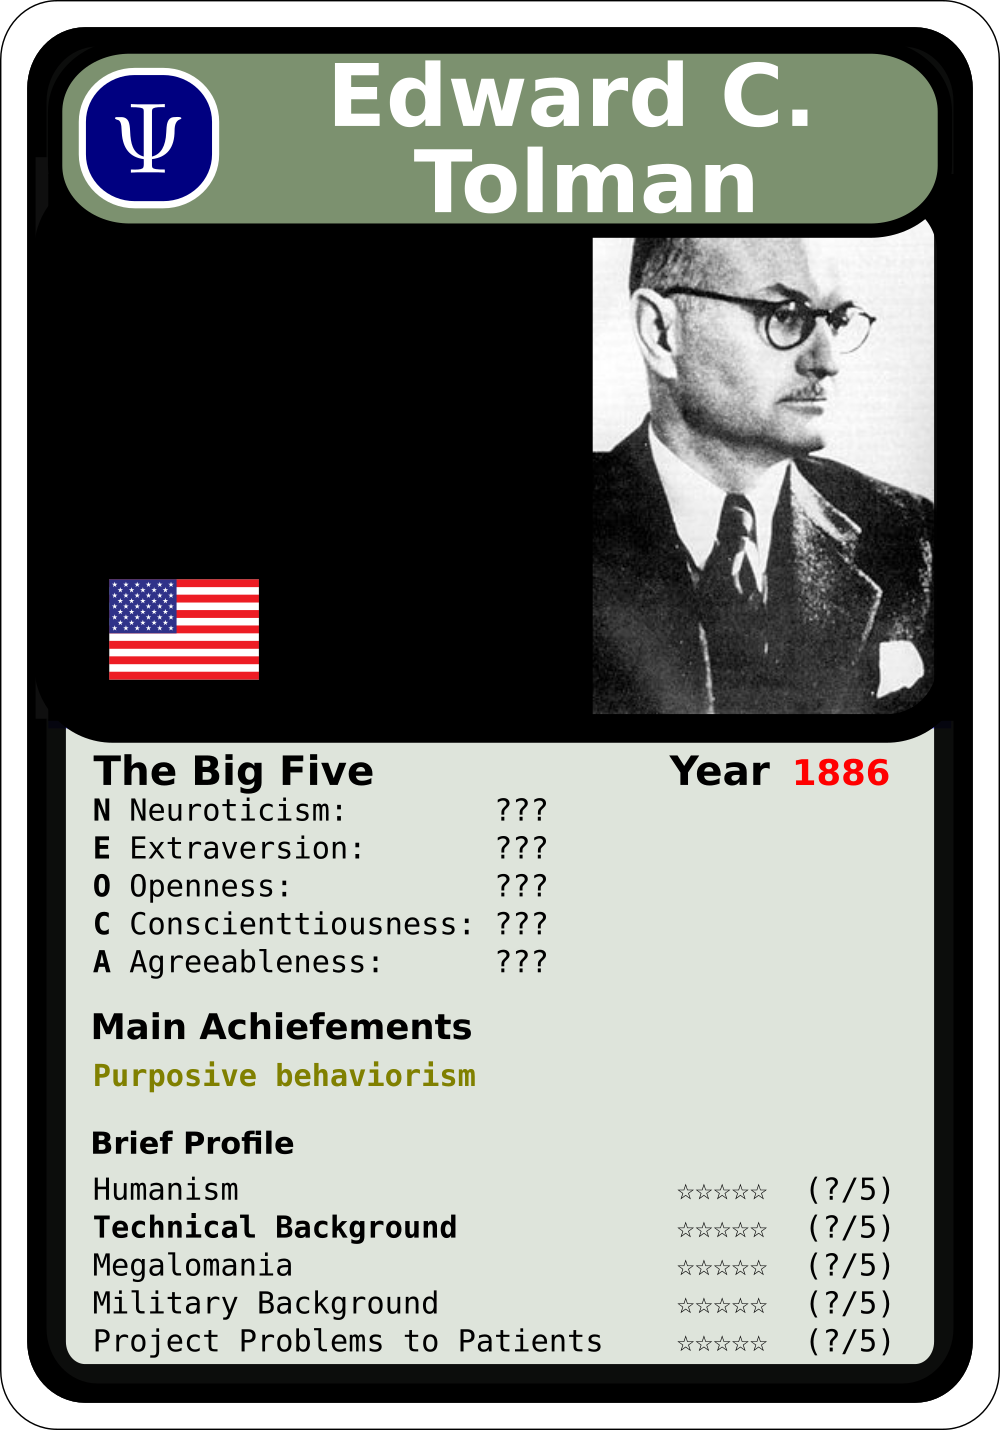 Ψ
Edward C.
Tolman
The Big Five
Year 1886
N Neuroticism: ???
E Extraversion: ???
O Openness: ???
C Conscienttiousness: ???
A Agreeableness: ???
Main Achiefements
Purposive behaviorism
Brief Profile
Humanism ☆☆☆☆☆ (?/5)
Technical Background ☆☆☆☆☆ (?/5)
Megalomania ☆☆☆☆☆ (?/5)
Military Background ☆☆☆☆☆ (?/5)
Project Problems to Patients ☆☆☆☆☆ (?/5)